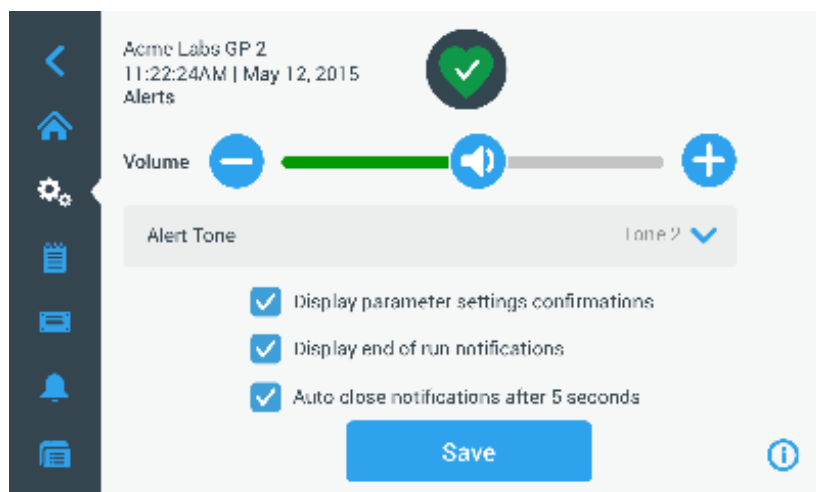 Acme Labs GP 2
11:22:24AM | May 12, 2015
Alerts
Volume
Alert Tone Tone 2
Display parameter settings confirmations
Display end of run notifications
Auto close notifications after 5 seconds
Save